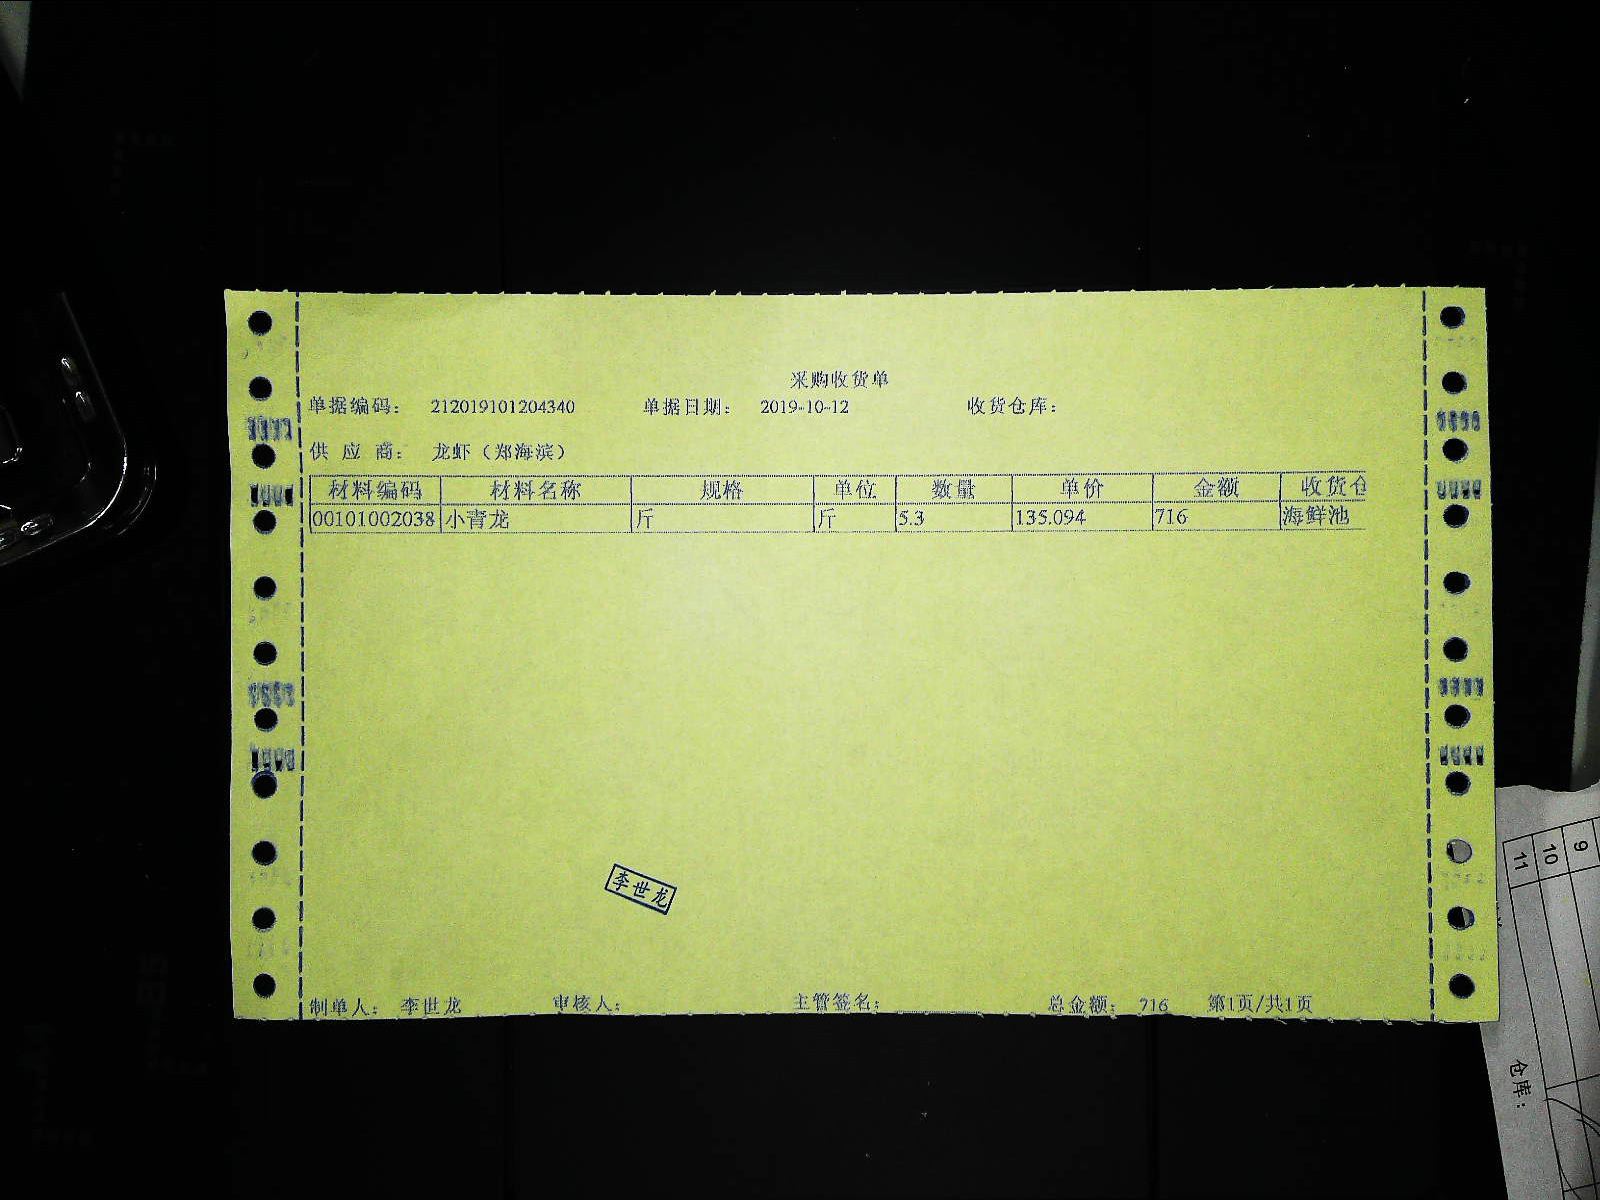 采购收货单
单据编码： 212019101204340 单据日期： 2019-10-12 收货仓库：
供 应 商： 龙虾（郑海滨）
材料编码 材料名称 规格 单位 数量 单价 金额 收货仓
00101002038 小青龙 斤 斤 5.3 135.094 716 海鲜池
李世龙
制单人： 李世龙 审核人： 主管签名： 总金额： 716 第1页/共1页
9
10
11
仓库：